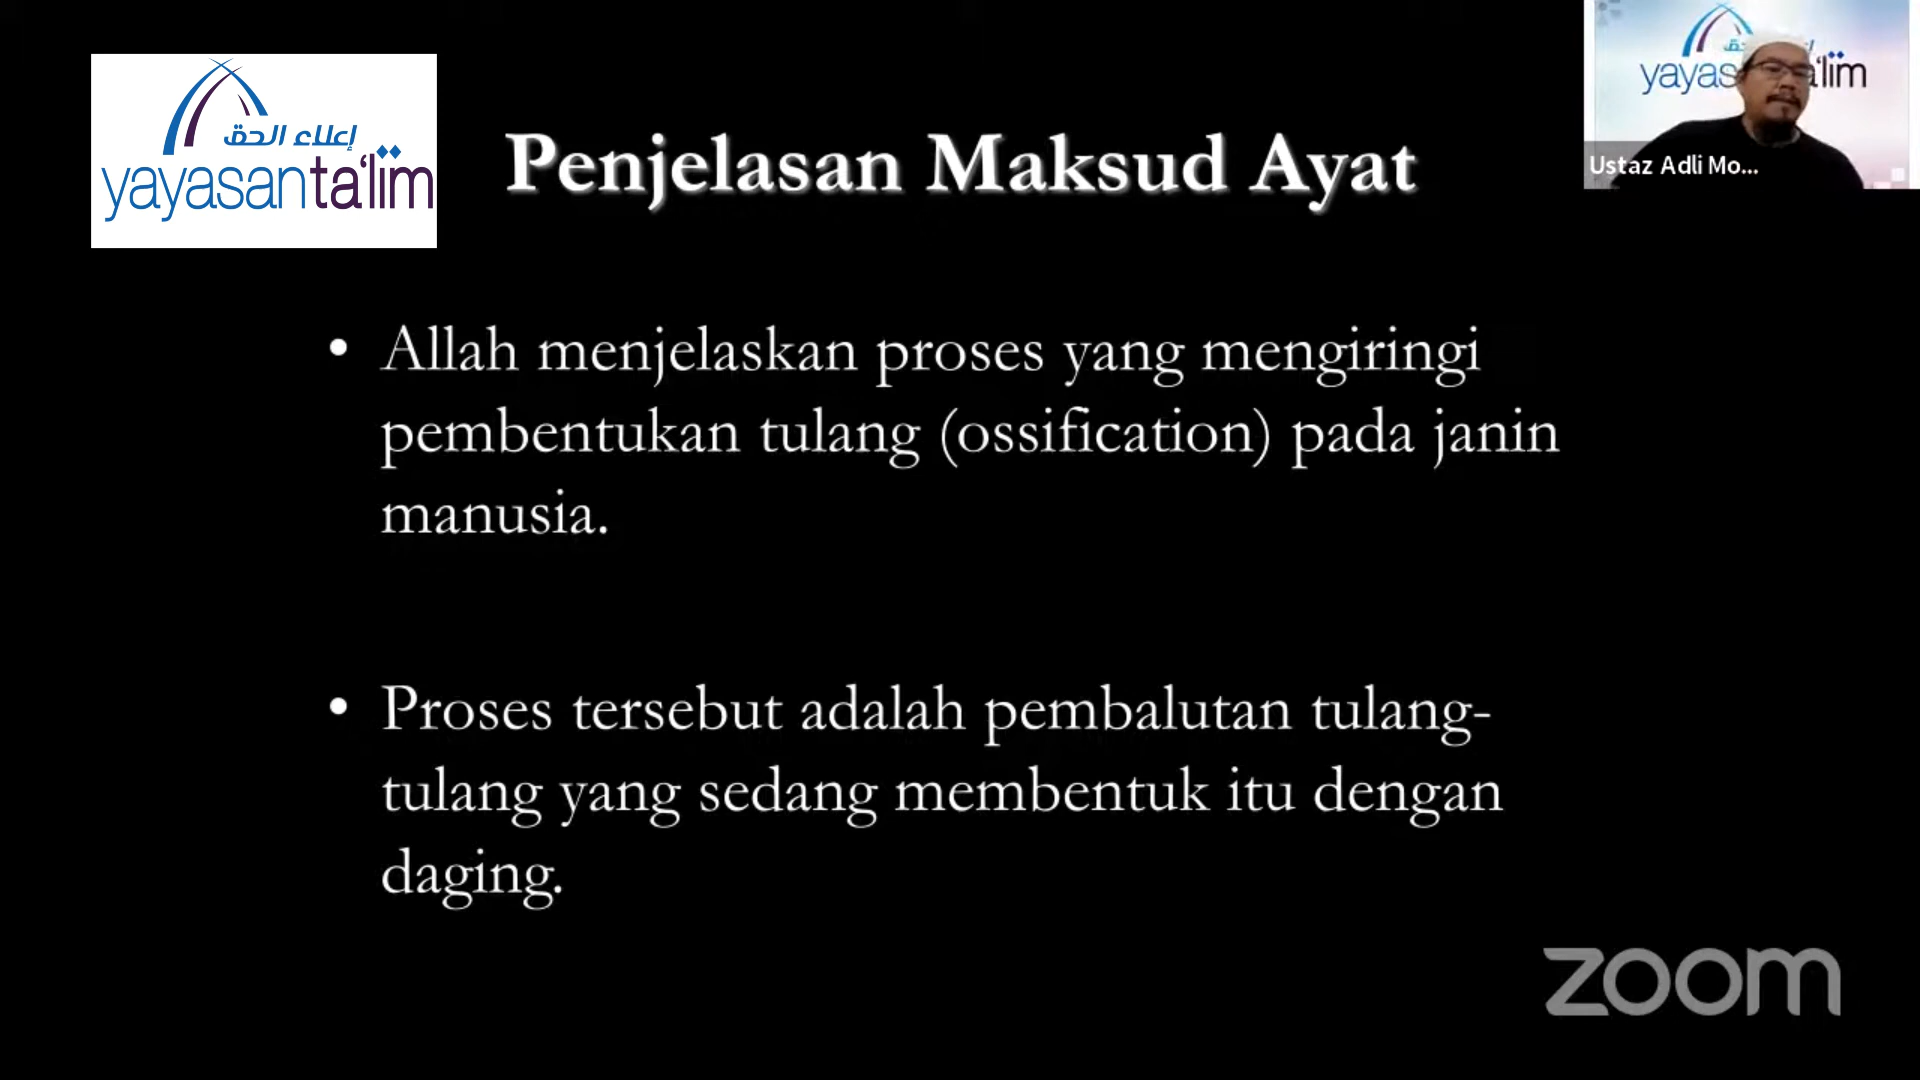 إعلاء الحق
yayasanta'lim
Penjelasan Maksud Ayat
Ustaz Adli Mo...
• Allah menjelaskan proses yang mengiringi
pembentukan tulang (ossification) pada janin
manusia.
• Proses tersebut adalah pembalutan tulang-
tulang yang sedang membentuk itu dengan
daging.
zoom